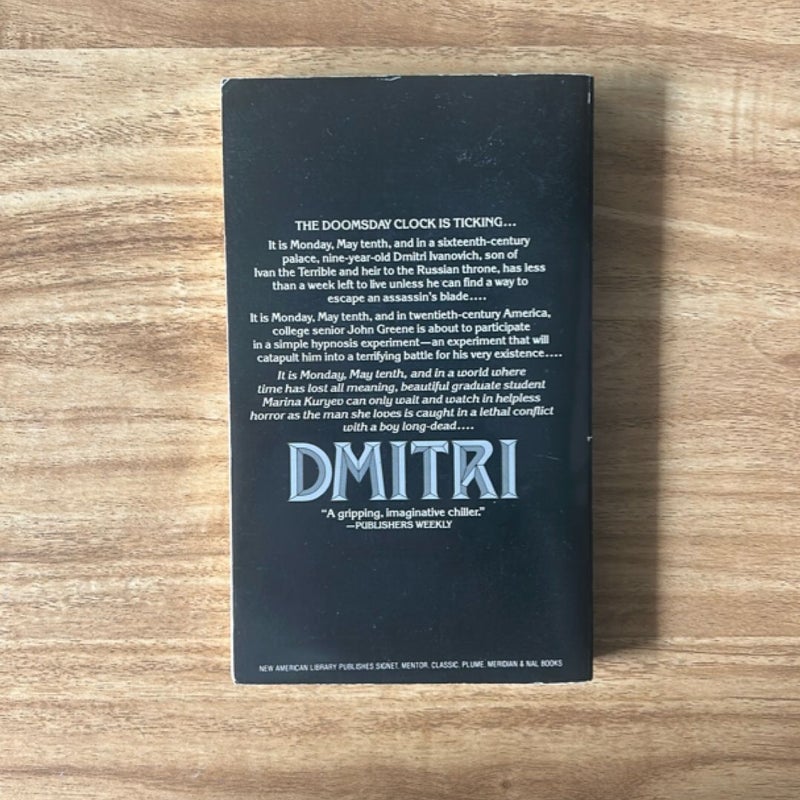 THE DOOMSDAY CLOCK IS TICKING...
It is Monday, May tenth, and in a sixteenth-century
palace, nine-year-old Dmitri Ivanovich, son of
Ivan the Terrible and heir to the Russian throne, has less
than a week left to live unless he can find a way to
escape an assassin's blade....
It is Monday, May tenth, and in twentieth-century America,
college senior John Greene is about to participate
in a simple hypnosis experiment—an experiment that will
catapult him into a terrifying battle for his very existence....
It is Monday, May tenth, and in a world where
time has lost all meaning, beautiful graduate student
Marina Kuryev can only wait and watch in helpless
horror as the man she loves is caught in a lethal conflict
with a boy long-dead....
DMITRI
"A gripping, imaginative chiller."
—PUBLISHERS WEEKLY
NEW AMERICAN LIBRARY PUBLISHES SIGNET, MENTOR, CLASSIC, PLUME, MERIDIAN & NAL BOOKS